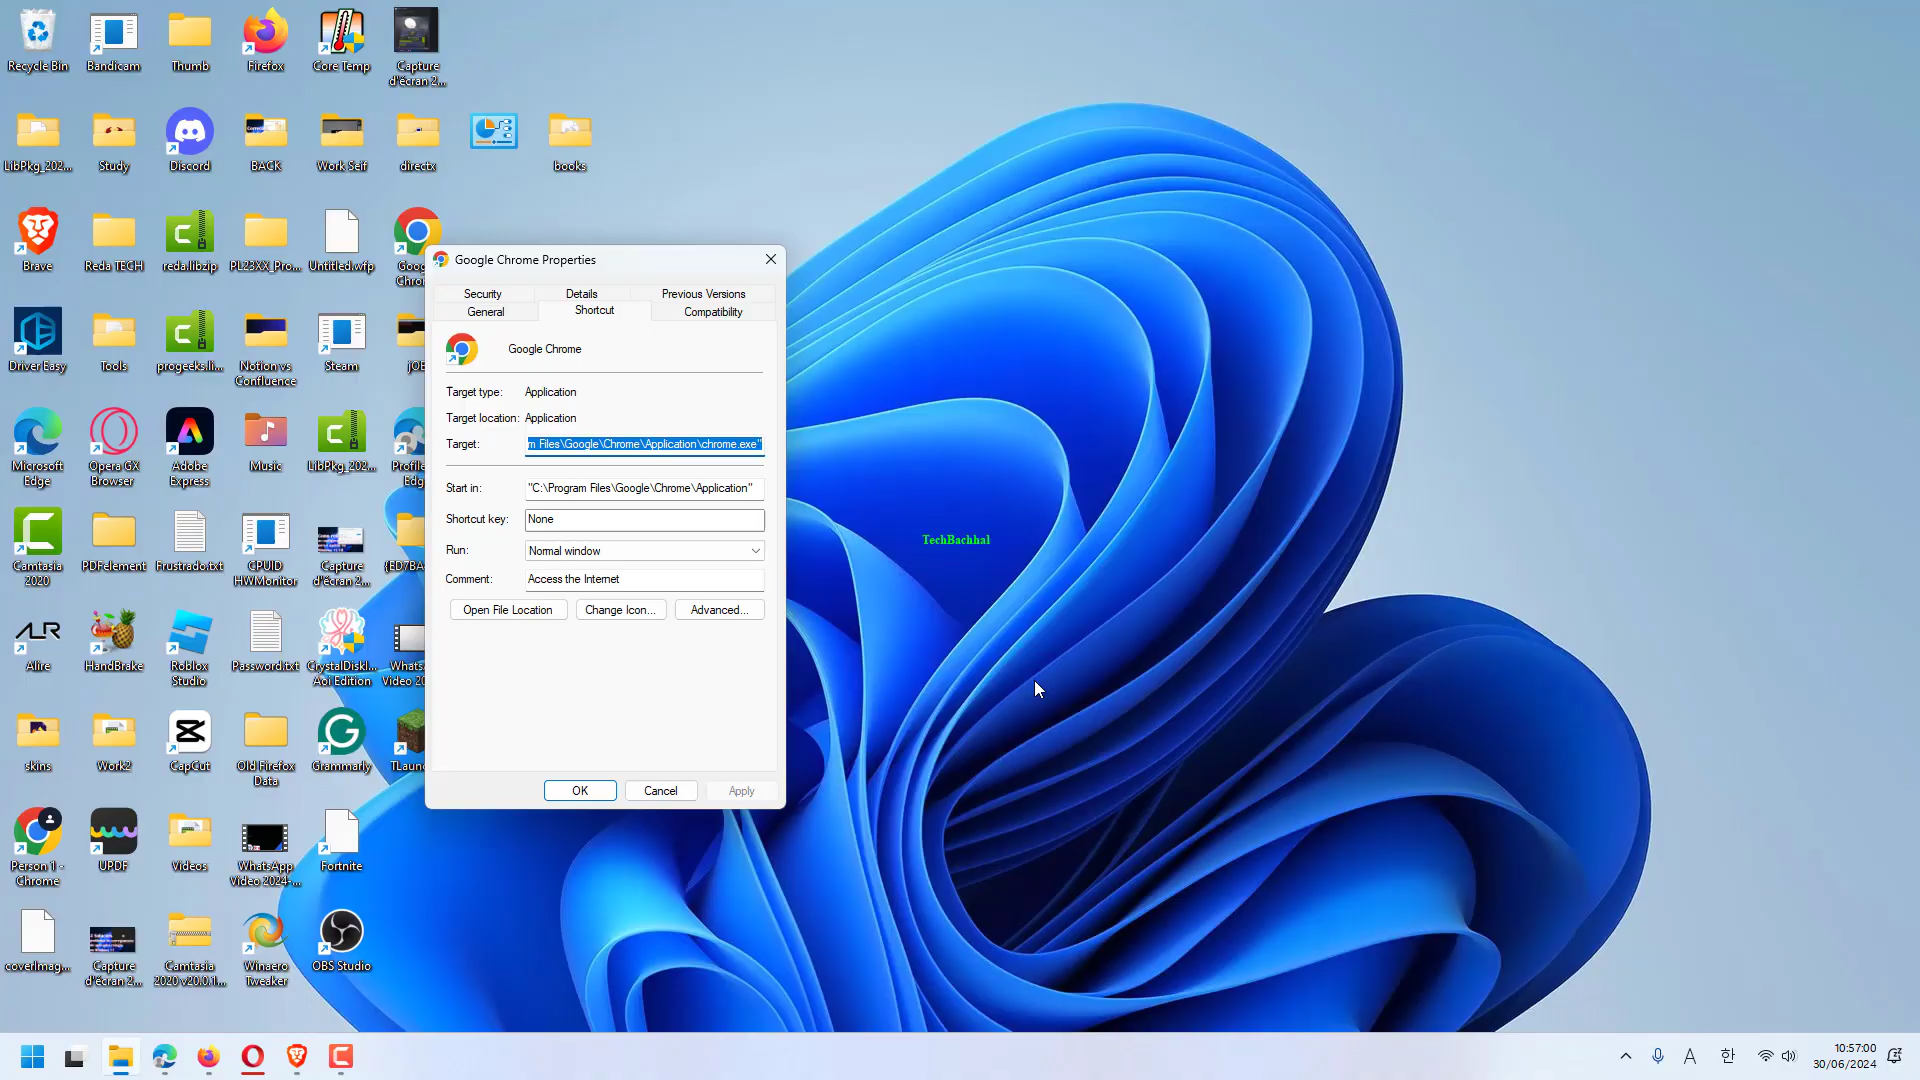 Recycle Bin
Bandicam
Thumb
Firefox
Core Temp
Capture
d'écran 2...
LibPkg_202...
Study
Discord
BACK
Work Self
directx
books
Brave
Reda TECH
reda.libzip
PL23XX_Pro...
Untitled.wfp
Driver Easy
Tools
progeeks.li...
Notion vs
Confluence
Steam
Microsoft
Edge
Opera GX
Browser
Adobe
Express
Music
LibPkg_202...
Camtasia
2020
PDFelement
Frustrado.txt
CPUID
HWMonitor
Capture
d'écran 2...
Alire
HandBrake
Roblox
Studio
Password.txt
CrystalDiskI...
Aoi Edition
skins
Work2
CapCut
Old Firefox
Data
Grammarly
Person 1 -
Chrome
UPDF
Videos
WhatsApp
Video 2024-...
Fortnite
coverImag...
Capture
d'écran 2...
Camtasia
2020 v20.0.1...
Winaero
Tweaker
OBS Studio
Google Chrome Properties
Security
Details
Previous Versions
General
Shortcut
Compatibility
Google Chrome
Target type: Application
Target location: Application
Target: m Files\Google\Chrome\Application\chrome.exe"
Start in: "C:\Program Files\Google\Chrome\Application"
Shortcut key: None
Run: Normal window
Comment: Access the Internet
Open File Location
Change Icon...
Advanced...
OK
Cancel
Apply
TechBachhal
A
한
10:57:00
30/06/2024